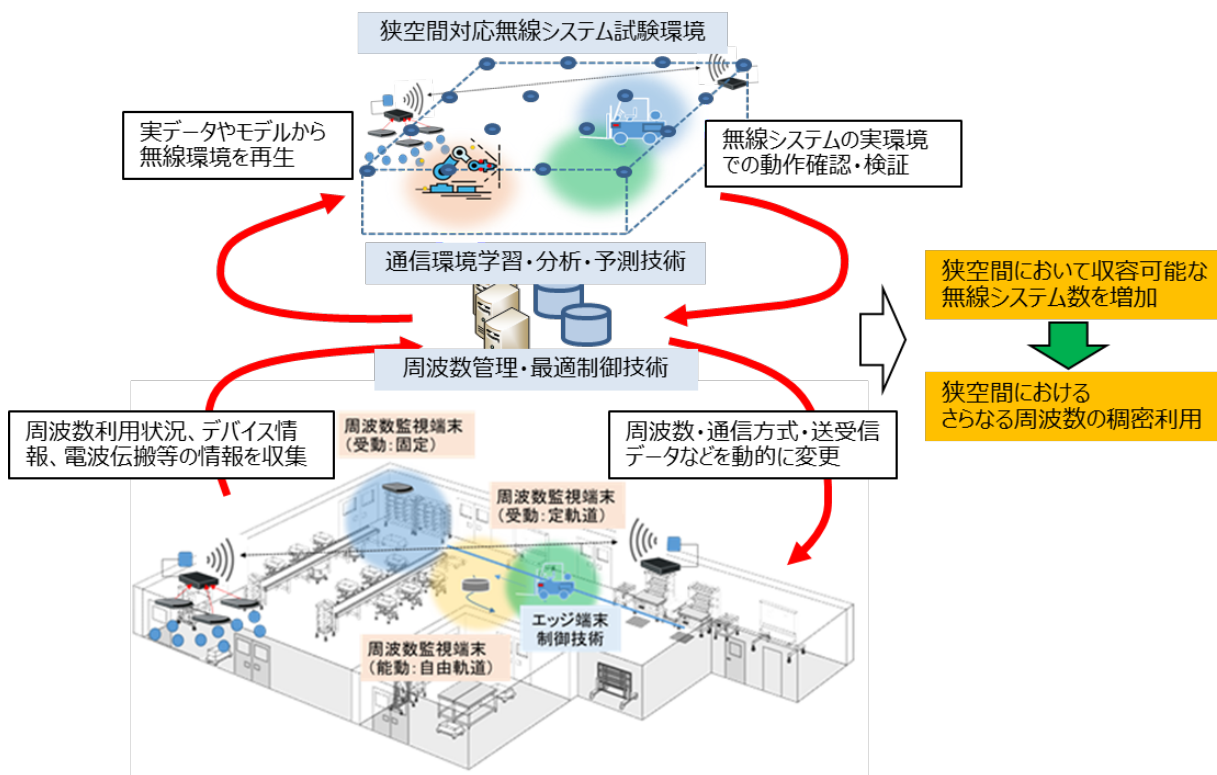 狭空間対応無線システム試験環境
実データやモデルから
無線環境を再生
無線システムの実環境
での動作確認・検証
通信環境学習・分析・予測技術
周波数管理・最適制御技術
狭空間において収容可能な
無線システム数を増加
狭空間における
さらなる周波数の稠密利用
周波数利用状況、デバイス情
報、電波伝搬等の情報を収集
周波数監視端末
(受動:固定)
周波数・通信方式・送受信
データなどを動的に変更
周波数監視端末
(受動:定軌道)
エッジ端末
制御技術
周波数監視端末
(能動:自由軌道)